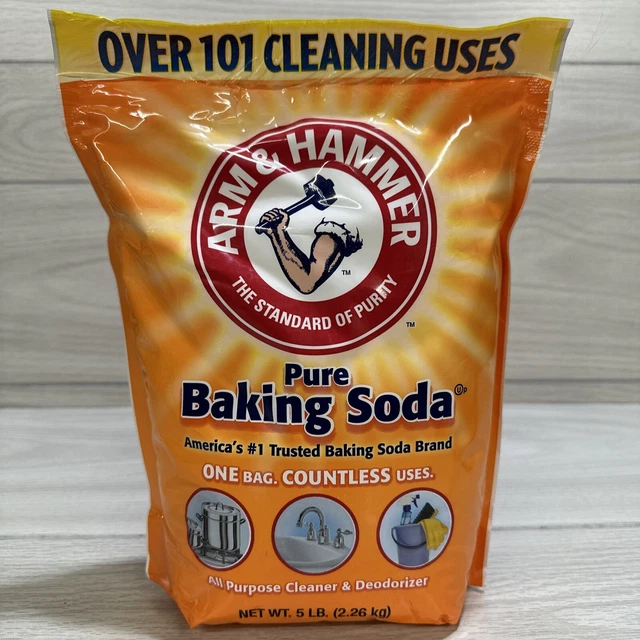 OVER 101 CLEANING USES
ARM & HAMMER
TM
THE STANDARD OF PURITY
TM
Pure
Baking Soda
UP
America's #1 Trusted Baking Soda Brand
ONE BAG. COUNTLESS USES.
All Purpose Cleaner & Deodorizer
NET WT. 5 LB. (2.26 kg)